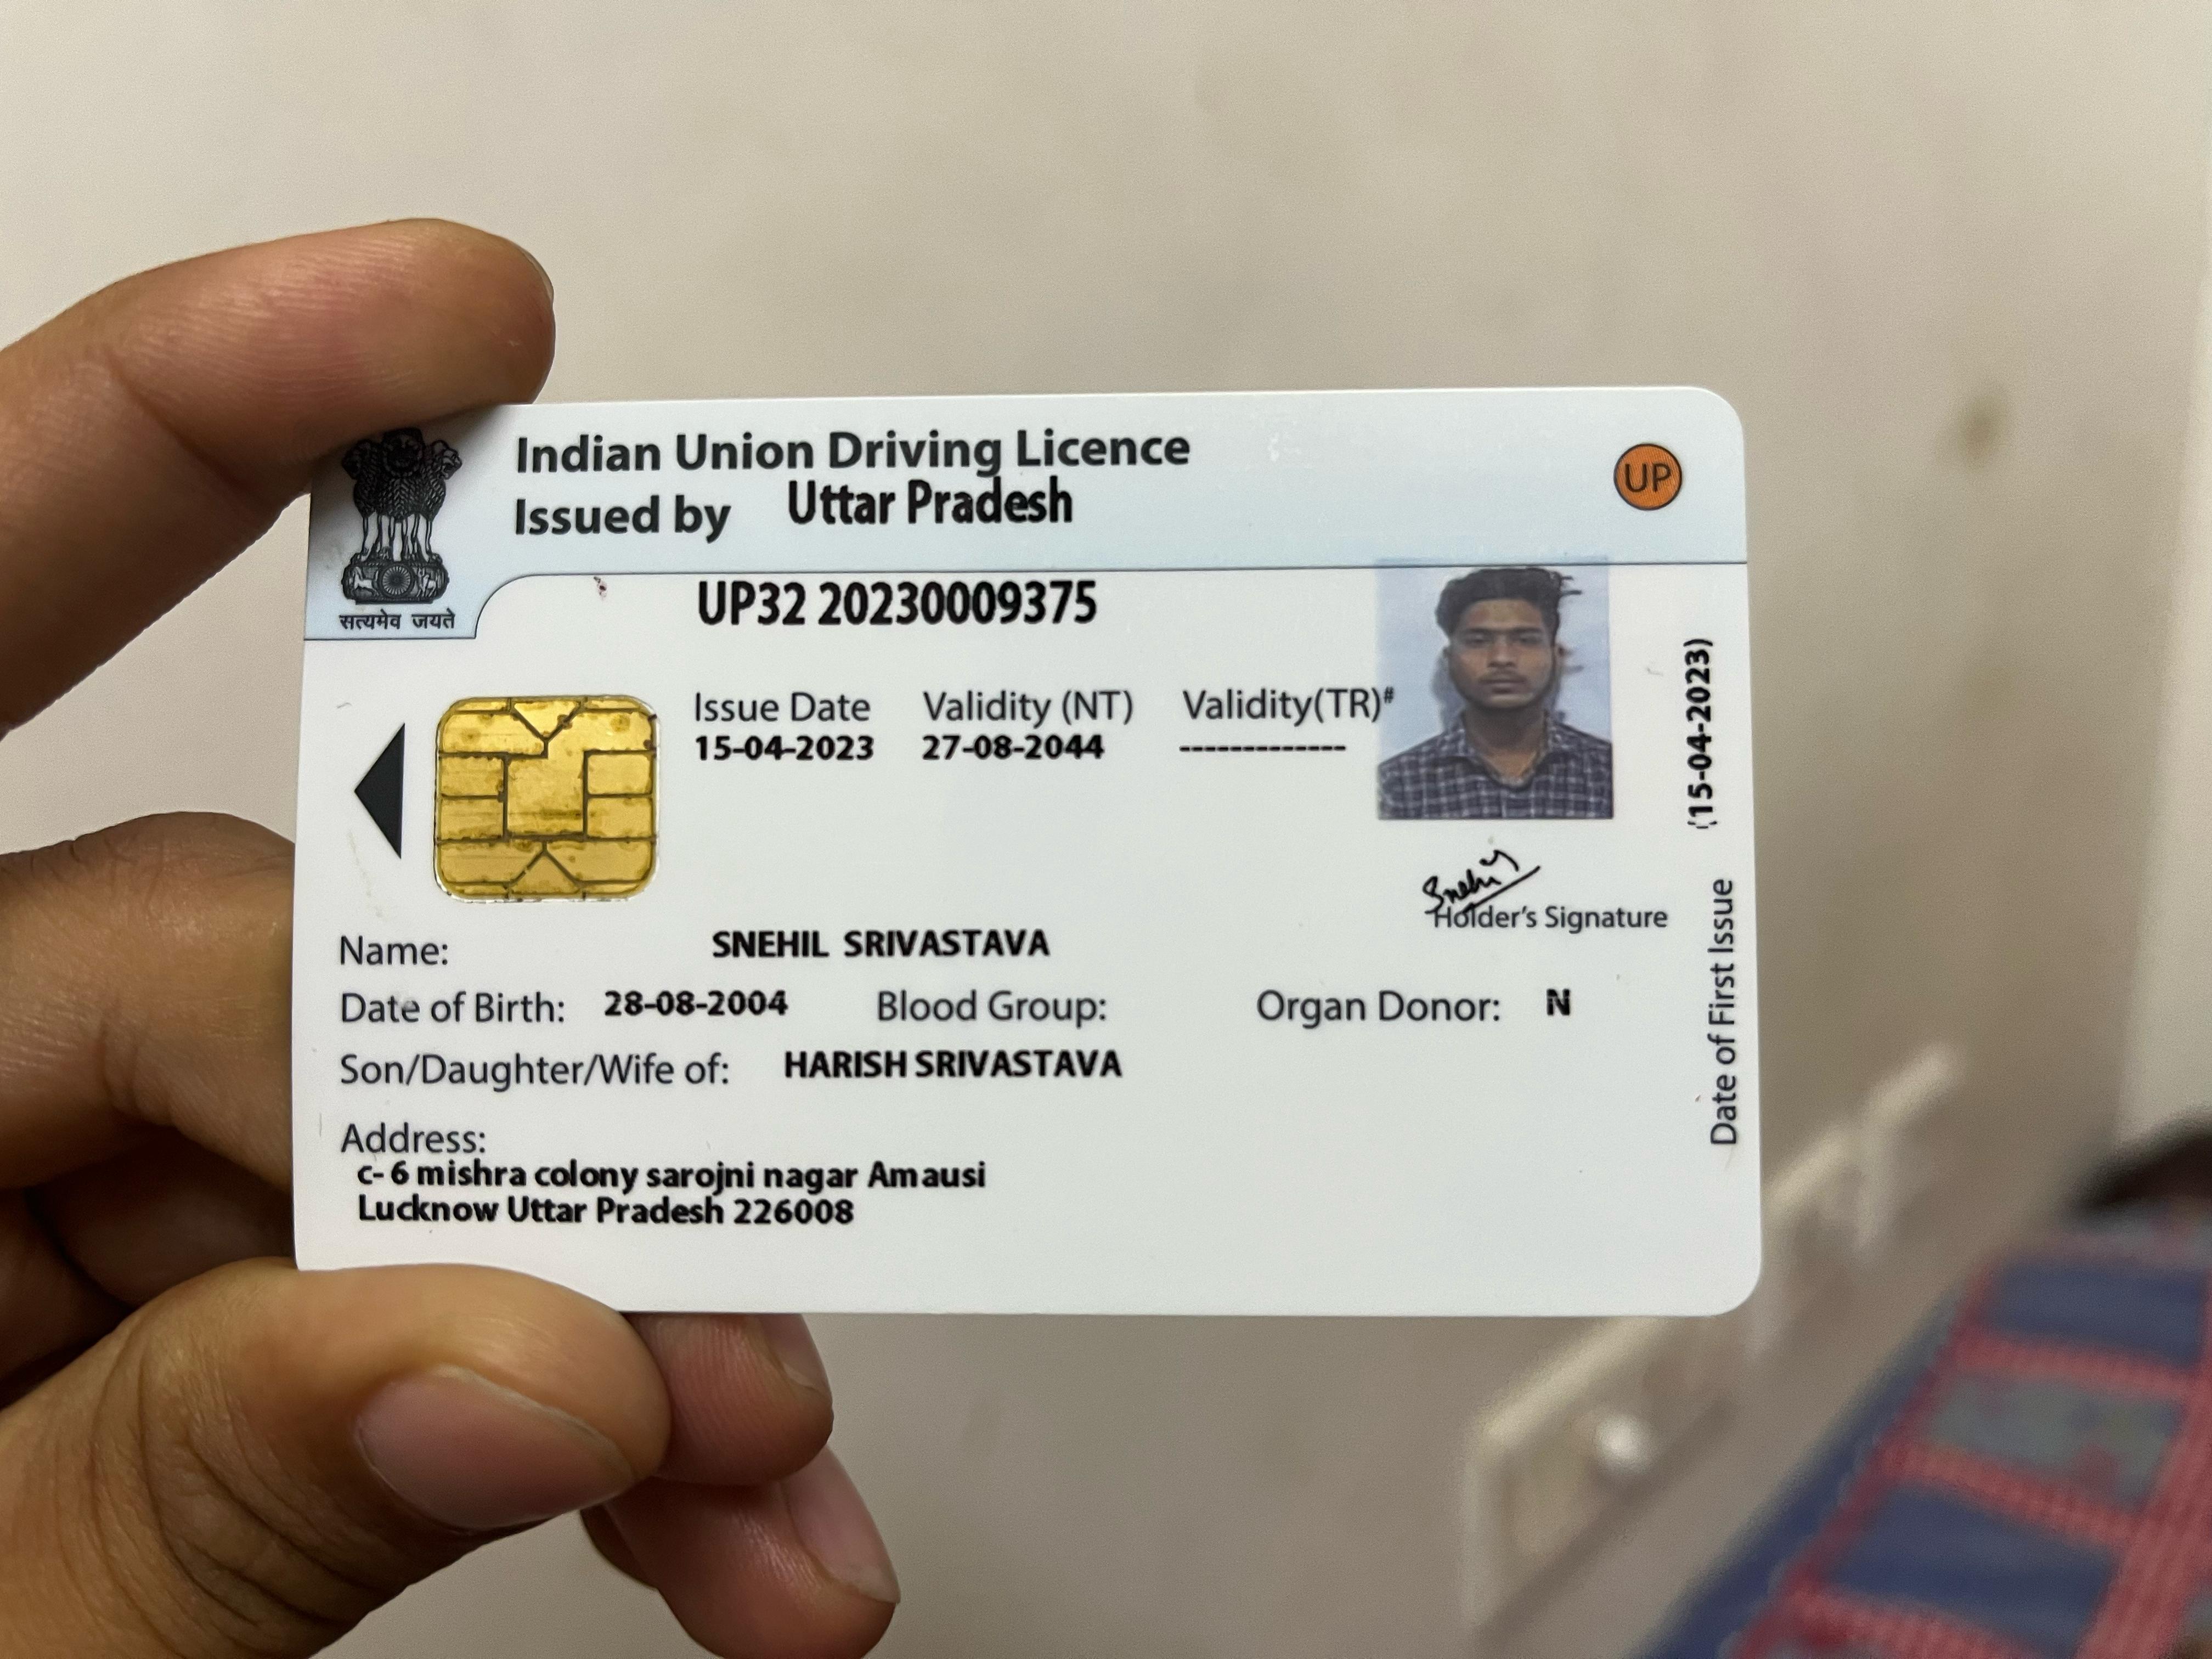 Indian Union Driving Licence
Issued by Uttar Pradesh
UP
सत्यमेव जयते
UP32 20230009375
Issue Date Validity (NT) Validity(TR)#
15-04-2023 27-08-2044 -------------
Snehil
Holder's Signature
Name: SNEHIL SRIVASTAVA
Date of Birth: 28-08-2004 Blood Group: Organ Donor: N
Son/Daughter/Wife of: HARISH SRIVASTAVA
Address:
c- 6 mishra colony sarojni nagar Amausi
Lucknow Uttar Pradesh 226008
Date of First Issue (15-04-2023)